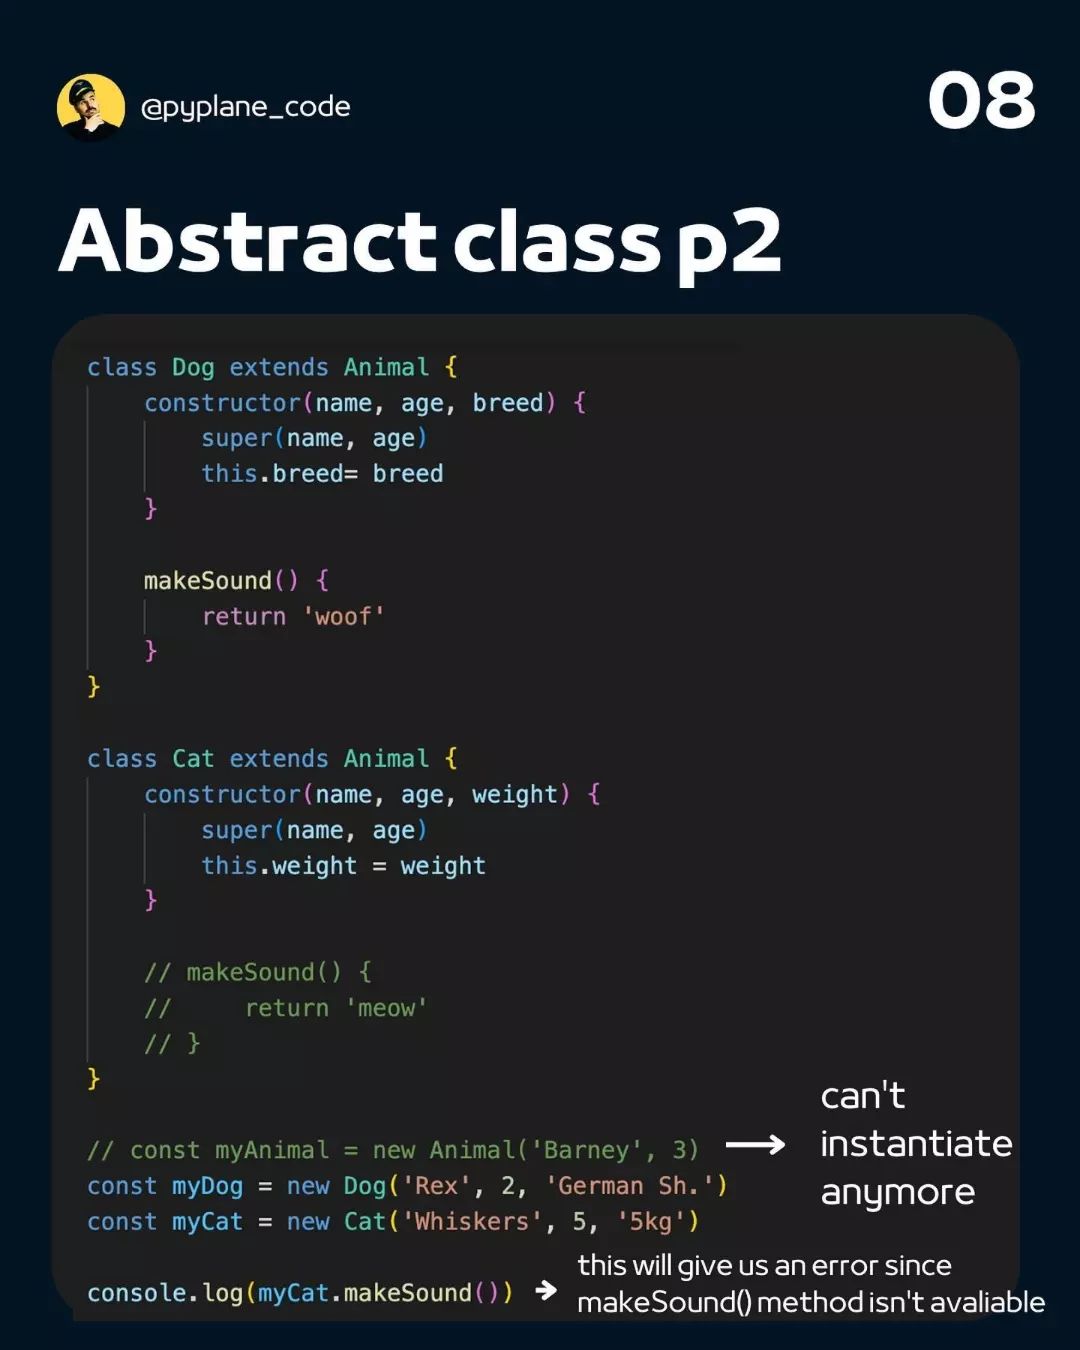 @pyplane_code
08
Abstract class p2
class Dog extends Animal {
    constructor(name, age, breed) {
        super(name, age)
        this.breed= breed
    }
    makeSound() {
        return 'woof'
    }
}
class Cat extends Animal {
    constructor(name, age, weight) {
        super(name, age)
        this.weight = weight
    }
    // makeSound() {
    //     return 'meow'
    // }
}
// const myAnimal = new Animal('Barney', 3)
can't
instantiate
anymore
const myDog = new Dog('Rex', 2, 'German Sh.')
const myCat = new Cat('Whiskers', 5, '5kg')
console.log(myCat.makeSound())
this will give us an error since
makeSound() method isn't avaliable